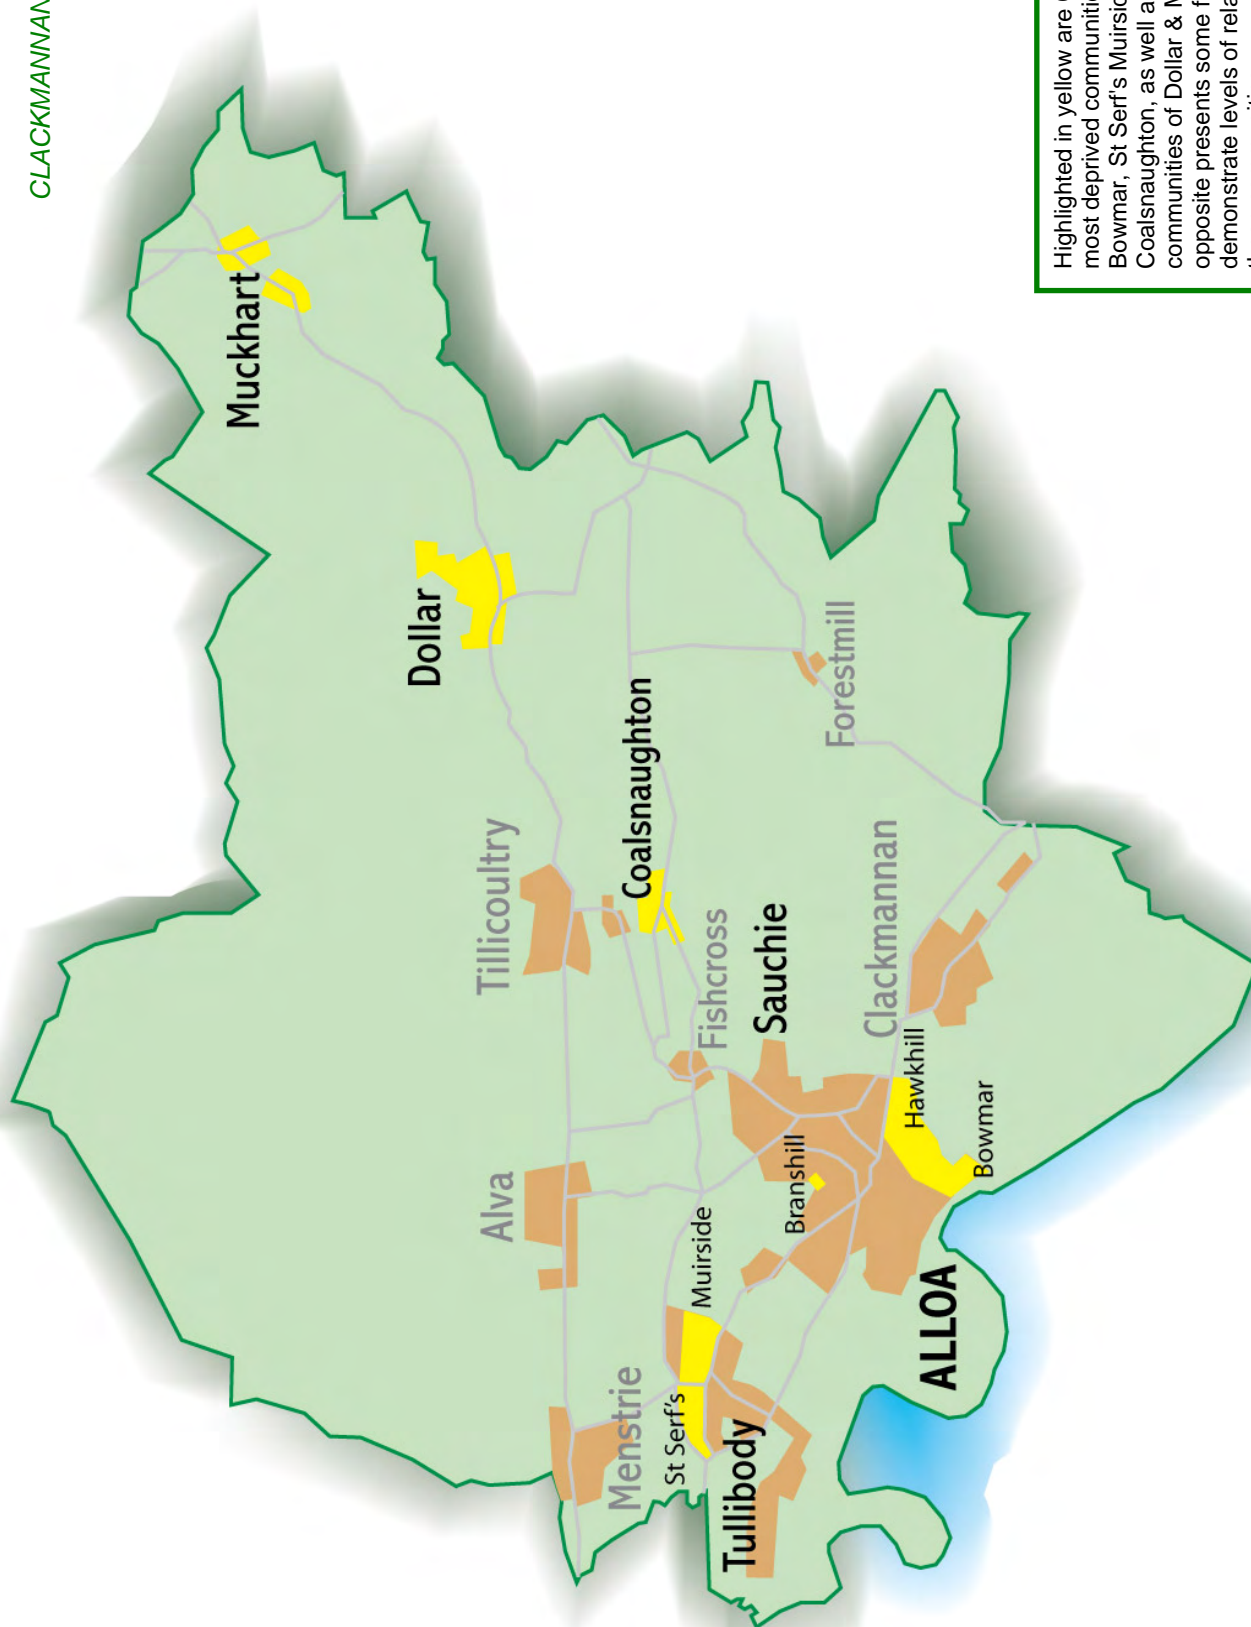 CLACKMANNAN
Muckhart
Dollar
Coalsnaughton
Forestmill
Tillicoultry
Fishcross
Sauchie
Clackmannan
Hawkhill
Bowmar
Alva
Branshill
Muirside
ALLOA
Menstrie
St Serf's
Tullibody
Highlighted in yellow are
most deprived communitie
Bowmar, St Serf's Muirsid
Coalsnaughton, as well a
communities of Dollar & M
opposite presents some f
demonstrate levels of rela